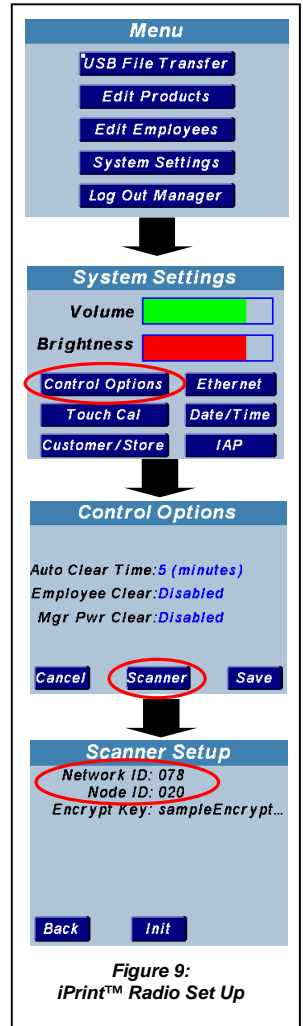 Menu
USB File Transfer
Edit Products
Edit Employees
System Settings
Log Out Manager
System Settings
Volume
Brightness
Control Options Ethernet
Touch Cal Date/Time
Customer/Store IAP
Control Options
Auto Clear Time:5 (minutes)
Employee Clear:Disabled
Mgr Pwr Clear:Disabled
Cancel Scanner Save
Scanner Setup
Network ID: 078
Node ID: 020
Encrypt Key: sampleEncrypt...
Back Init
Figure 9:
iPrint™ Radio Set Up